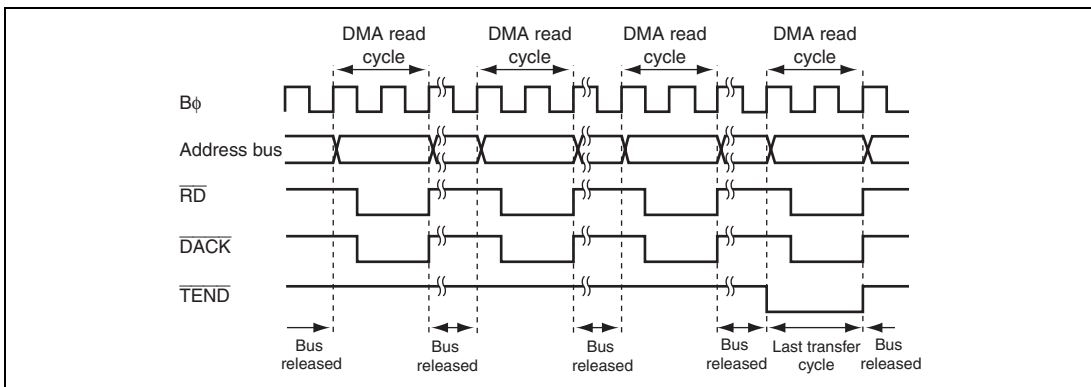 DMA read cycle
DMA read cycle
DMA read cycle
DMA read cycle
Bϕ
Address bus
RD
DACK
TEND
Bus released
Bus released
Bus released
Bus released
Last transfer cycle
Bus released